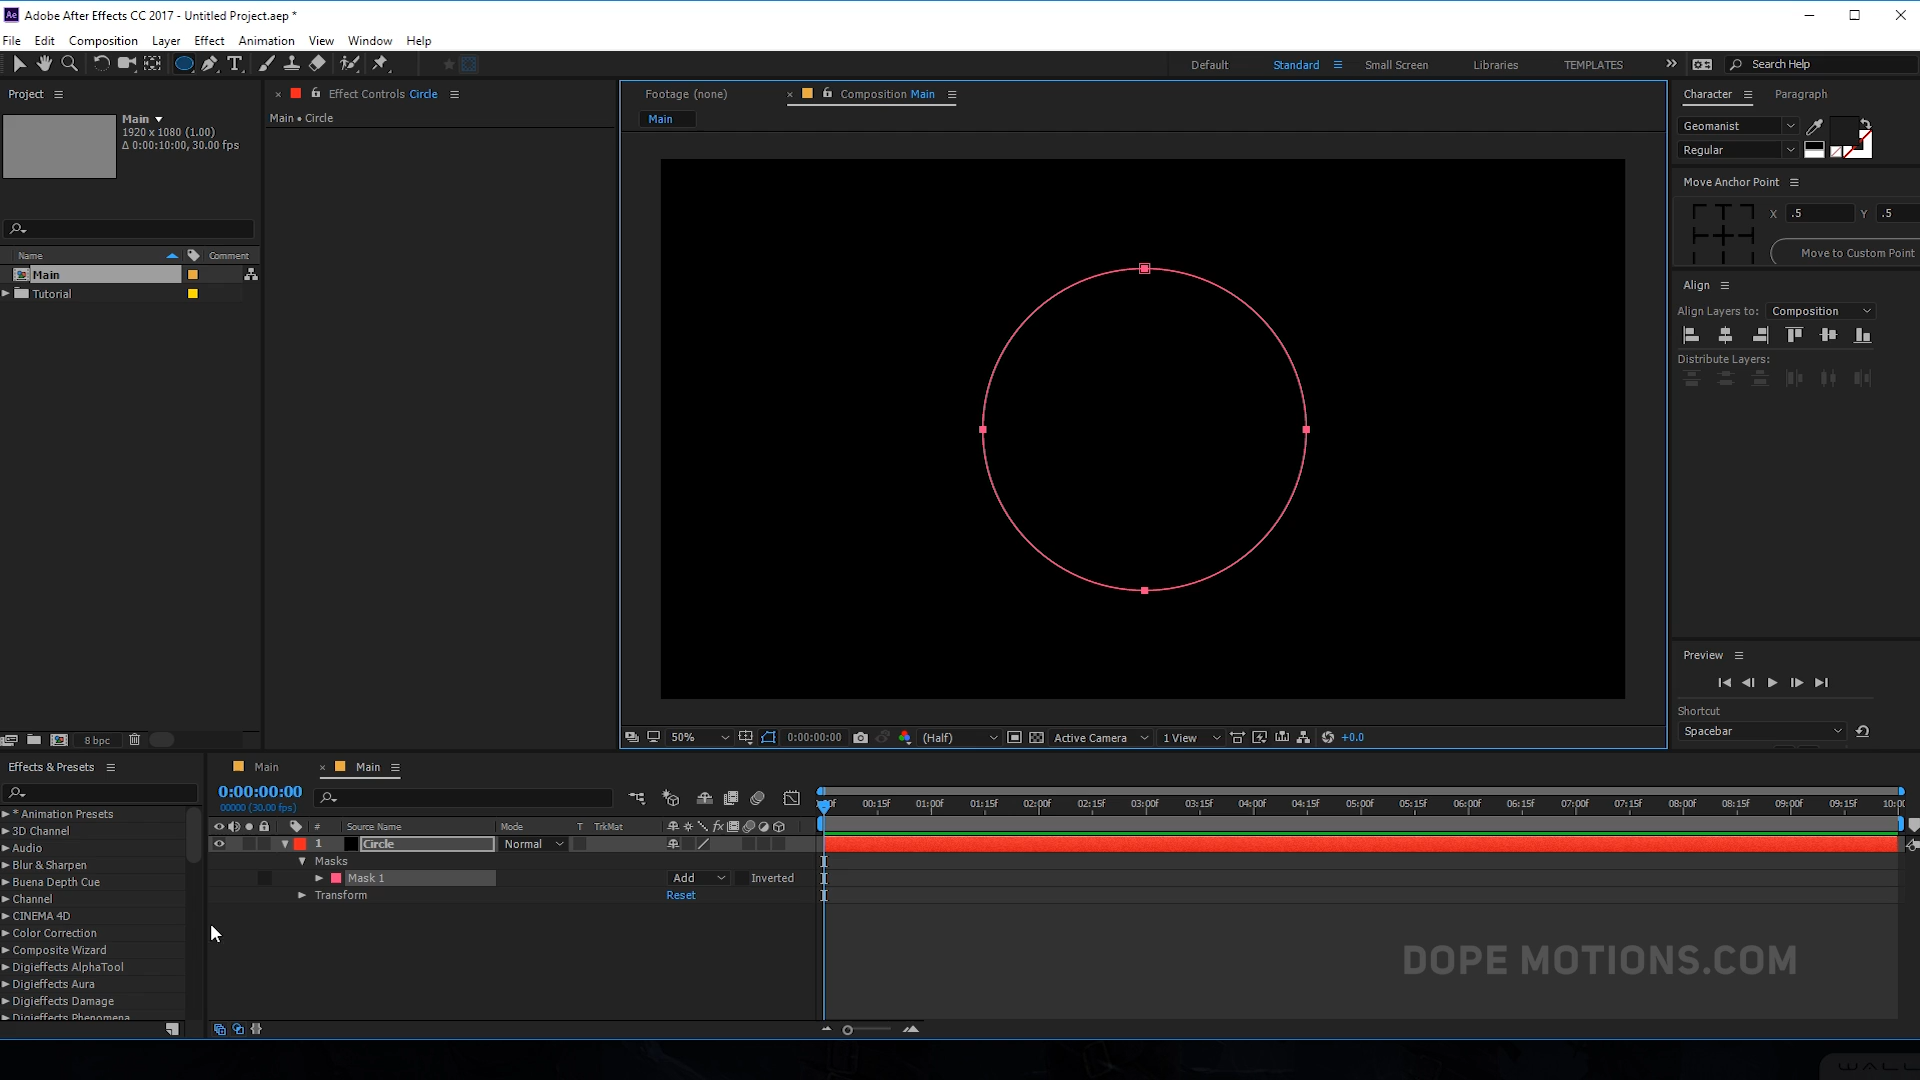 Ae Adobe After Effects CC 2017 - Untitled Project.aep *
File Edit Composition Layer Effect Animation View Window Help
Default Standard Small Screen Libraries TEMPLATES Search Help
Project
Main
1920 x 1080 (1.00)
Δ 0:00:10:00, 30.00 fps
Name Comment
Main
Tutorial
8 bpc
Effect Controls Circle
Main • Circle
Footage (none) Composition Main
Main
50% 0:00:00:00 (Half) Active Camera 1 View +0.0
Character Paragraph
Geomanist
Regular
Move Anchor Point
X .5 Y .5
Move to Custom Point
Align
Align Layers to: Composition
Distribute Layers:
Preview
Shortcut
Spacebar
Effects & Presets
* Animation Presets
3D Channel
Audio
Blur & Sharpen
Buena Depth Cue
Channel
CINEMA 4D
Color Correction
Composite Wizard
Digieffects AlphaTool
Digieffects Aura
Digieffects Damage
Digieffects Phenomena
Main Main
0:00:00:00
00000 (30.00 fps)
# Source Name Mode T TrkMat
1 Circle Normal
Masks
Mask 1 Add Inverted
Transform Reset
00:15f 01:00f 01:15f 02:00f 02:15f 03:00f 03:15f 04:00f 04:15f 05:00f 05:15f 06:00f 06:15f 07:00f 07:15f 08:00f 08:15f 09:00f 09:15f
DOPE MOTIONS.COM